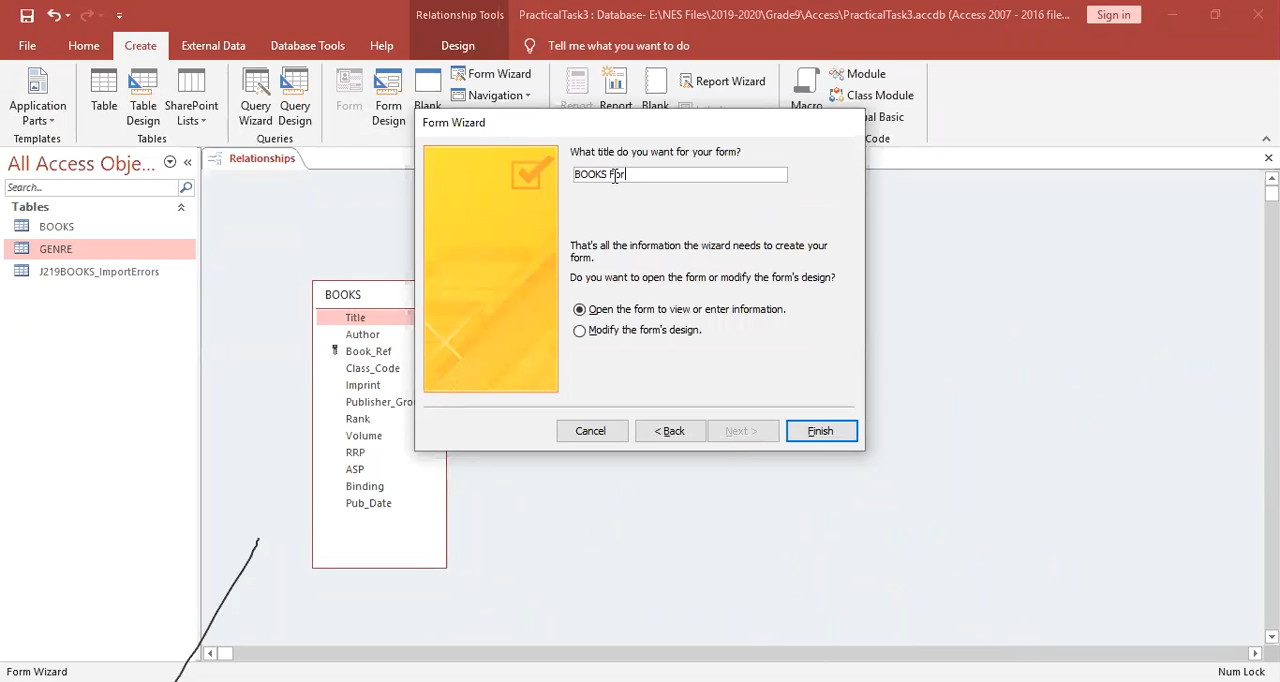 Relationship Tools
PracticalTask3 : Database- E:\NES Files\2019-2020\Grade9\Access\PracticalTask3.accdb (Access 2007 - 2016 file...
Sign in
File
Home
Create
External Data
Database Tools
Help
Design
Tell me what you want to do
Application Parts
Templates
Table
Table Design
SharePoint Lists
Tables
Query Wizard
Query Design
Queries
Form
Form Design
Blank
Form Wizard
Navigation
Report
Report
Blank
Report Wizard
Macro
Module
Class Module
ual Basic
Code
All Access Obje...
Search...
Tables
BOOKS
GENRE
J219BOOKS_ImportErrors
Relationships
BOOKS
Title
Author
Book_Ref
Class_Code
Imprint
Publisher_Gro
Rank
Volume
RRP
ASP
Binding
Pub_Date
Form Wizard
What title do you want for your form?
BOOKS For
That's all the information the wizard needs to create your
form.
Do you want to open the form or modify the form's design?
Open the form to view or enter information.
Modify the form's design.
Cancel
< Back
Next >
Finish
Form Wizard
Num Lock